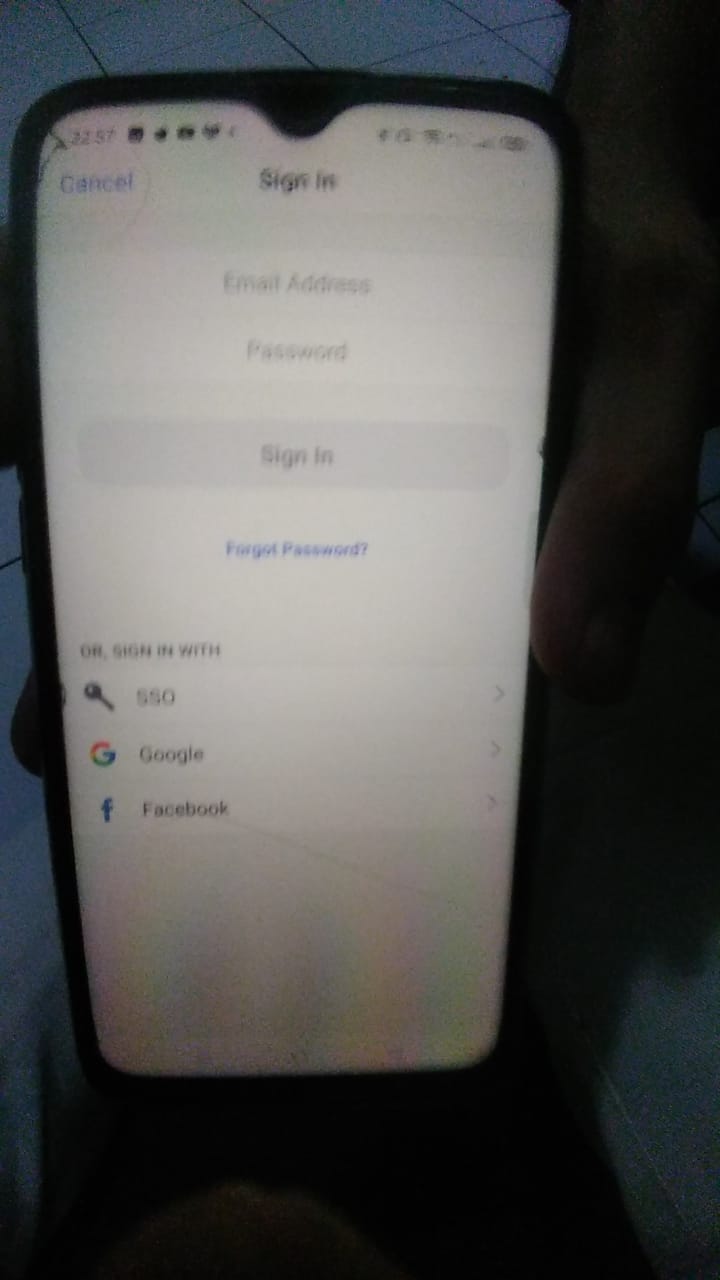 22:57
Cancel Sign In
Email Address
Password
Sign In
Forgot Password?
OR, SIGN IN WITH
SSO
Google
Facebook